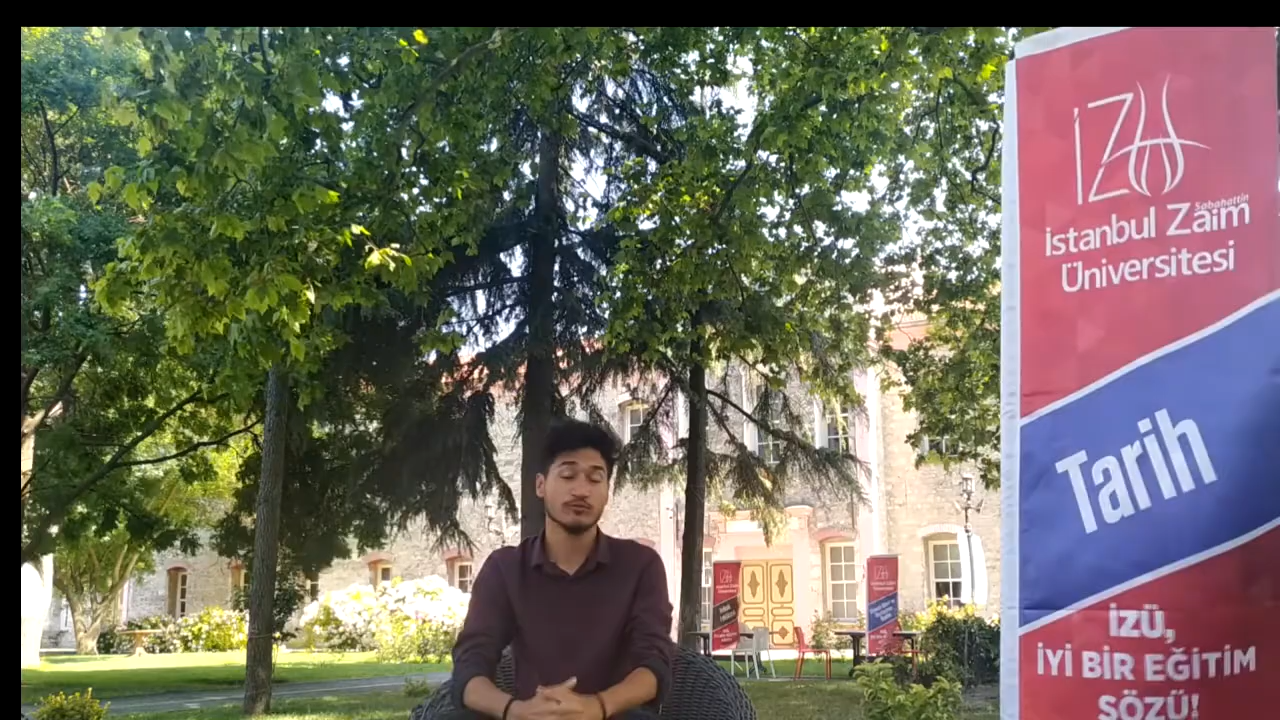 İZÜ
İstanbul Sabahattin Zaim
Üniversitesi
Tarih
İZÜ,
İYİ BİR EĞİTİM
SÖZÜ!